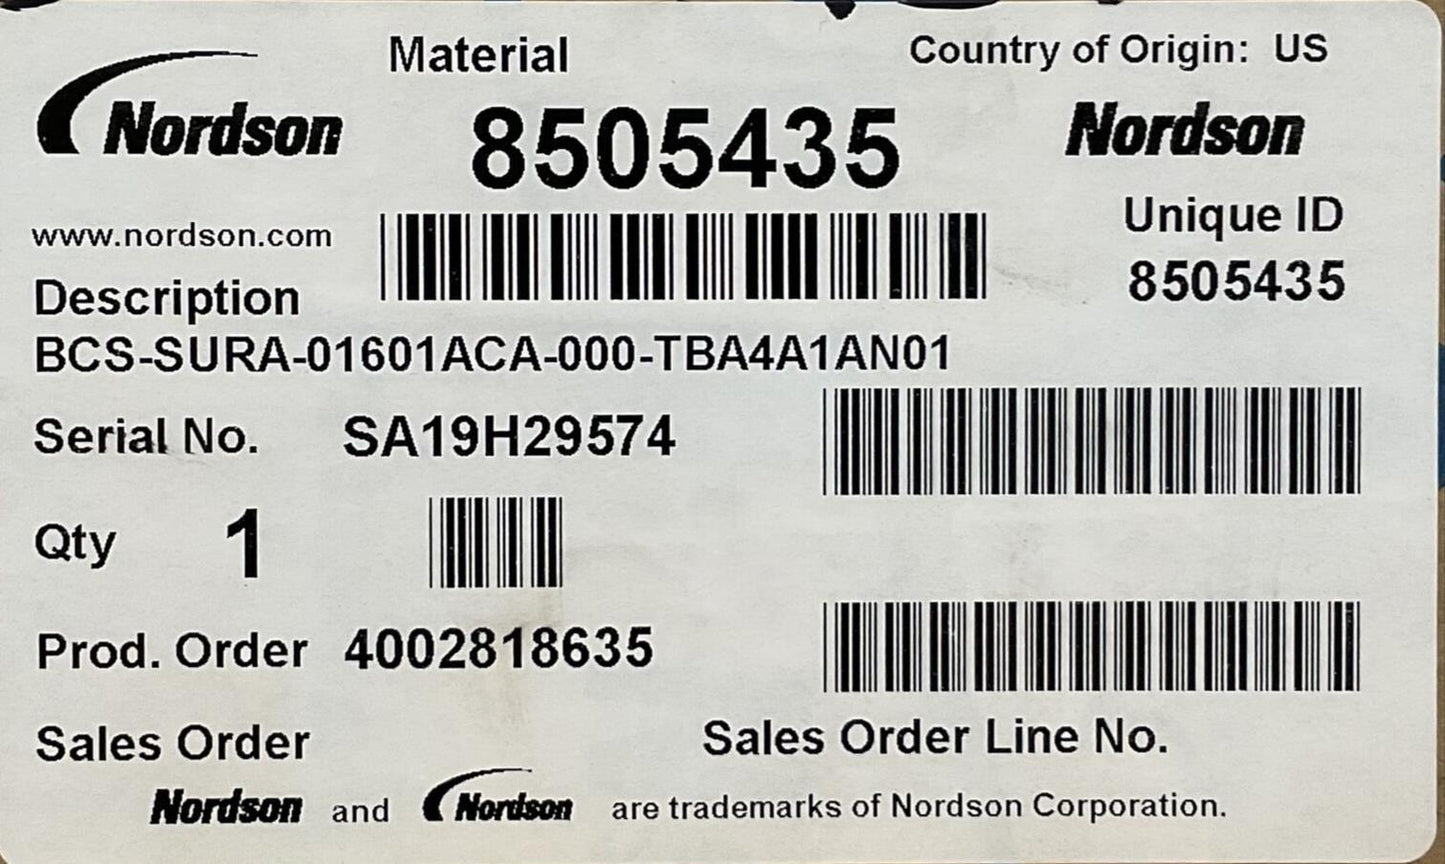 Nordson
Material
Country of Origin: US
8505435
Nordson
www.nordson.com
Unique ID
8505435
Description
BCS-SURA-01601ACA-000-TBA4A1AN01
Serial No. SA19H29574
Qty 1
Prod. Order 4002818635
Sales Order
Sales Order Line No.
Nordson and Nordson are trademarks of Nordson Corporation.